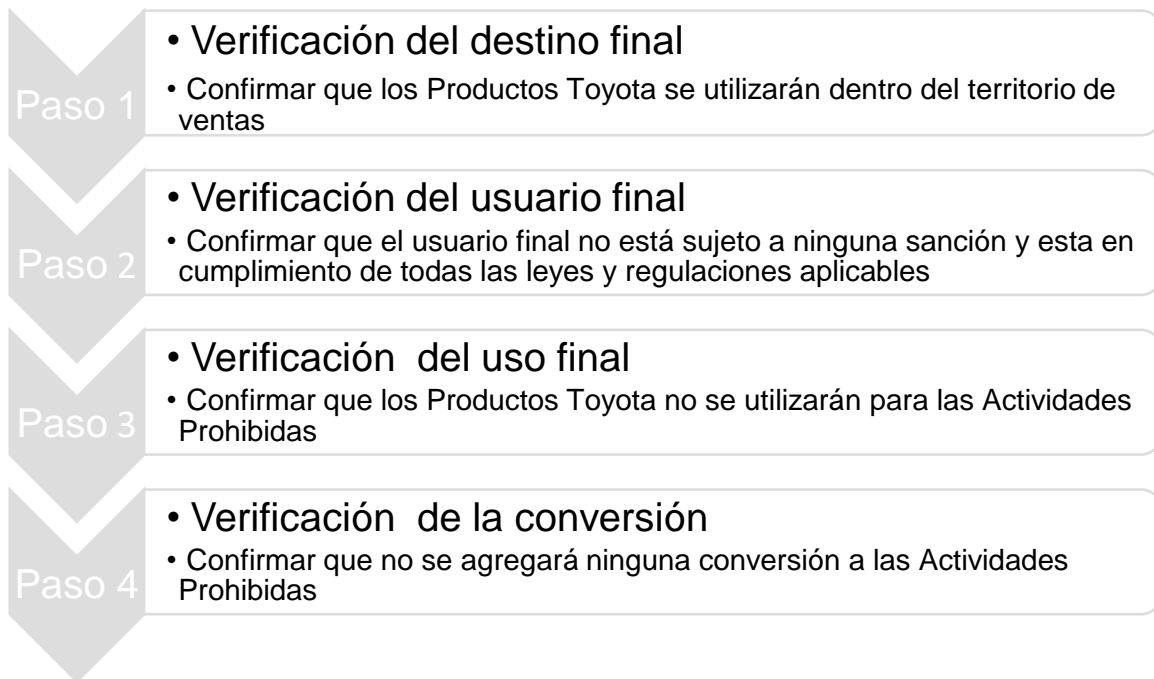 Paso 1
• Verificación del destino final
• Confirmar que los Productos Toyota se utilizarán dentro del territorio de
ventas
Paso 2
• Verificación del usuario final
• Confirmar que el usuario final no está sujeto a ninguna sanción y esta en
cumplimiento de todas las leyes y regulaciones aplicables
Paso 3
• Verificación  del uso final
• Confirmar que los Productos Toyota no se utilizarán para las Actividades
Prohibidas
Paso 4
• Verificación  de la conversión
• Confirmar que no se agregará ninguna conversión a las Actividades
Prohibidas